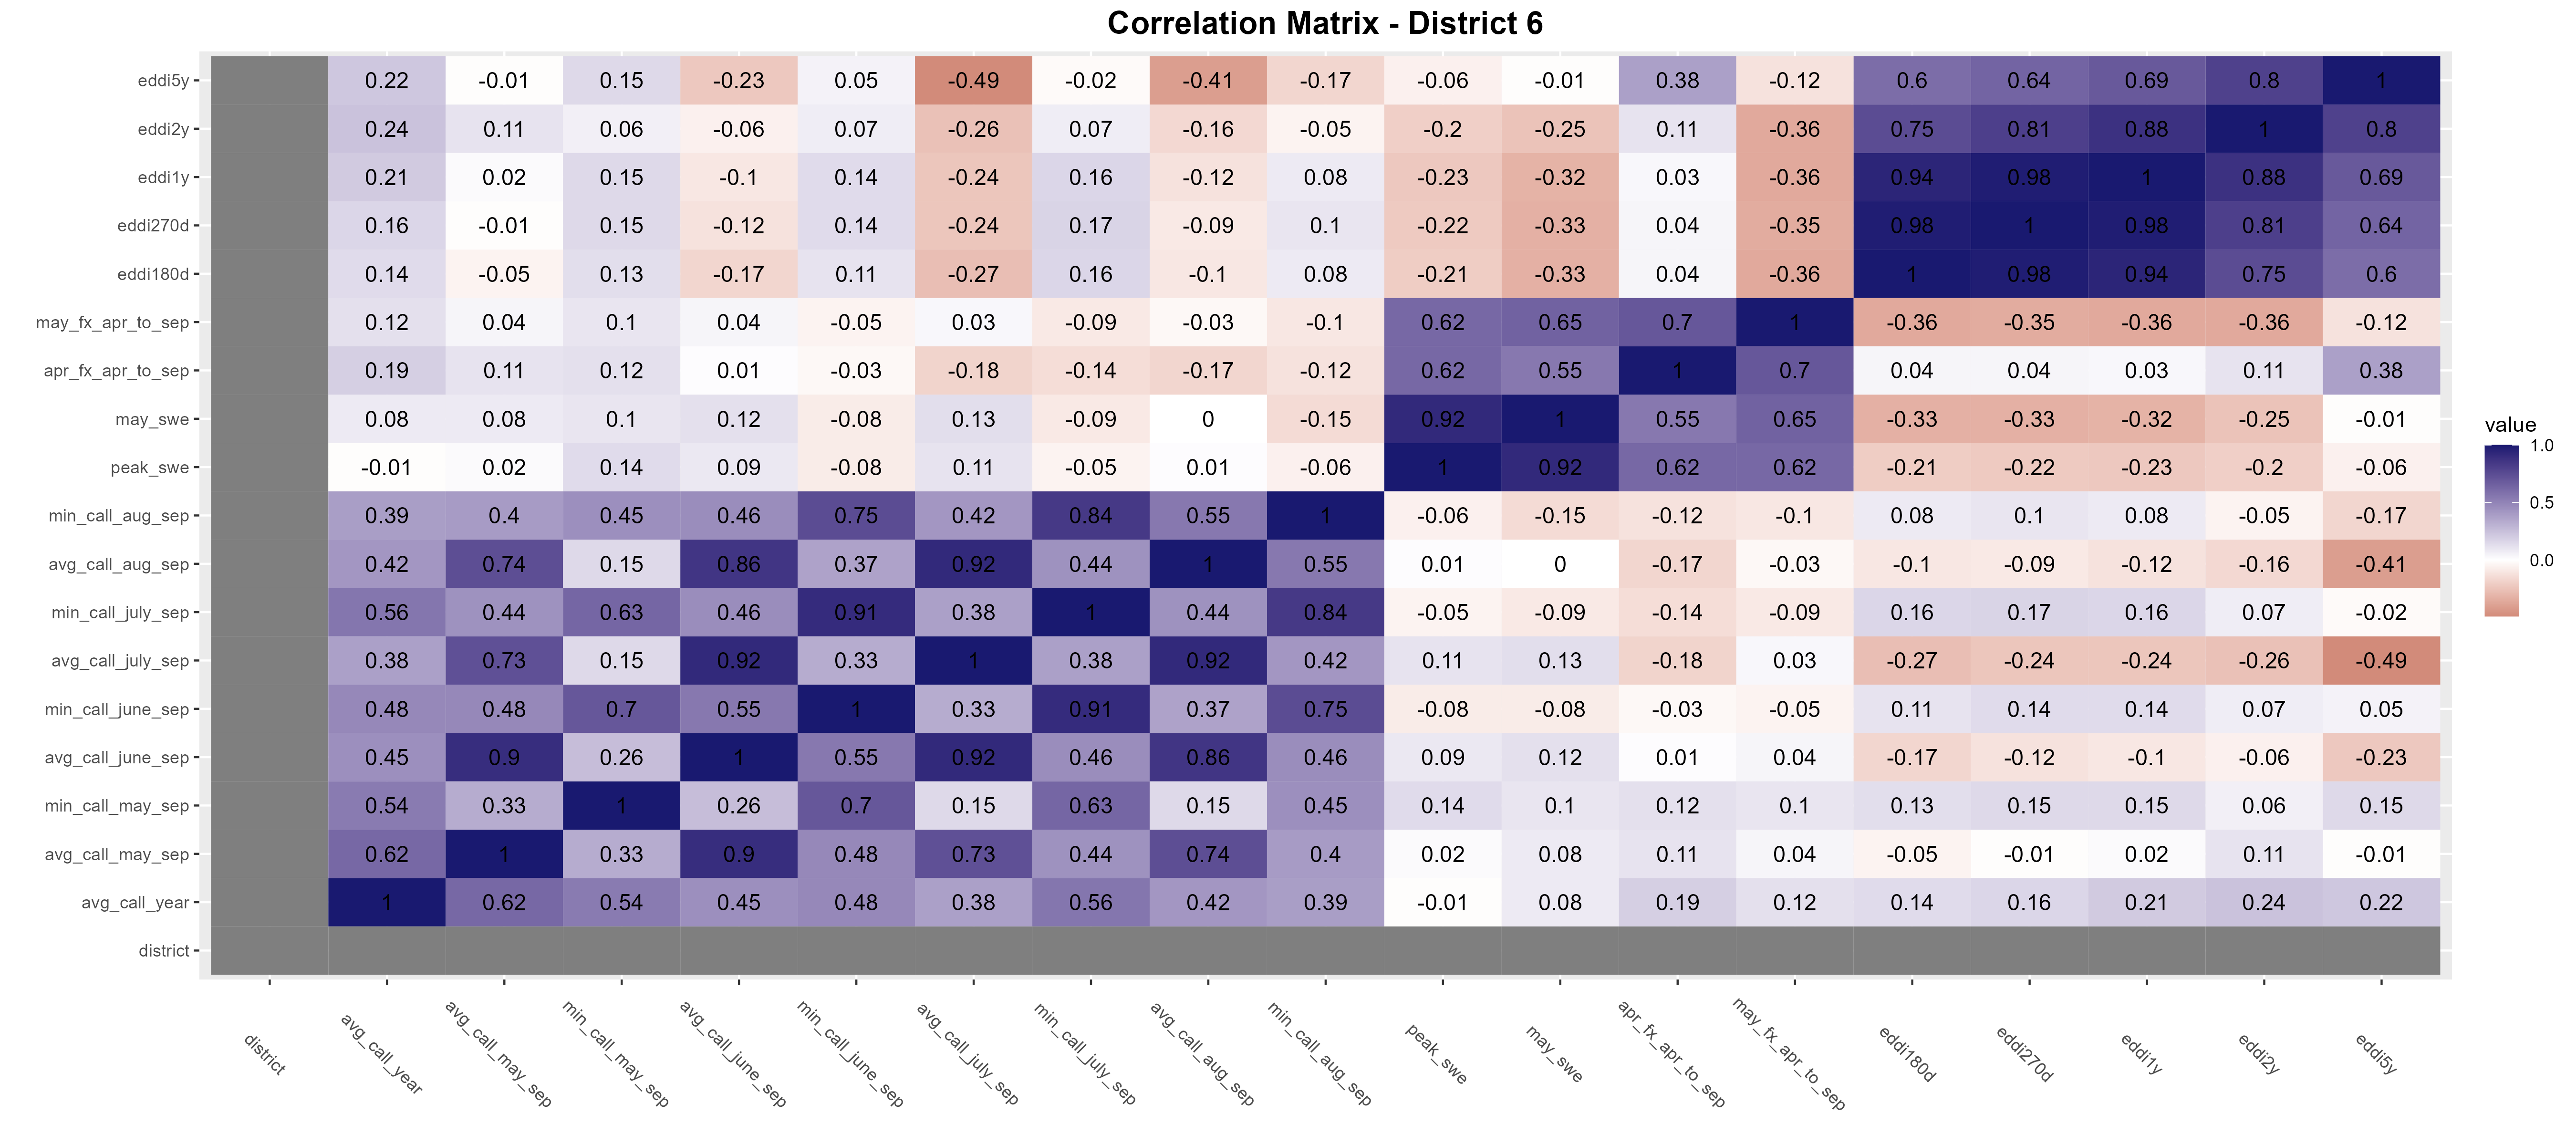 Correlation Matrix - District 6
eddi5y 0.22 -0.01 0.15 -0.23 0.05 -0.49 -0.02 -0.41 -0.17 -0.06 -0.01 0.38 -0.12 0.6 0.64 0.69 0.8 1
eddi2y 0.24 0.11 0.06 -0.06 0.07 -0.26 0.07 -0.16 -0.05 -0.2 -0.25 0.11 -0.36 0.75 0.81 0.88 1 0.8
eddi1y 0.21 0.02 0.15 -0.1 0.14 -0.24 0.16 -0.12 0.08 -0.23 -0.32 0.03 -0.36 0.94 0.98 1 0.88 0.69
eddi270d 0.16 -0.01 0.15 -0.12 0.14 -0.24 0.17 -0.09 0.1 -0.22 -0.33 0.04 -0.35 0.98 1 0.98 0.81 0.64
eddi180d 0.14 -0.05 0.13 -0.17 0.11 -0.27 0.16 -0.1 0.08 -0.21 -0.33 0.04 -0.36 1 0.98 0.94 0.75 0.6
may_fx_apr_to_sep 0.12 0.04 0.1 0.04 -0.05 0.03 -0.09 -0.03 -0.1 0.62 0.65 0.7 1 -0.36 -0.35 -0.36 -0.36 -0.12
apr_fx_apr_to_sep 0.19 0.11 0.12 0.01 -0.03 -0.18 -0.14 -0.17 -0.12 0.62 0.55 1 0.7 0.04 0.04 0.03 0.11 0.38
may_swe 0.08 0.08 0.1 0.12 -0.08 0.13 -0.09 0 -0.15 0.92 1 0.55 0.65 -0.33 -0.33 -0.32 -0.25 -0.01
peak_swe -0.01 0.02 0.14 0.09 -0.08 0.11 -0.05 0.01 -0.06 1 0.92 0.62 0.62 -0.21 -0.22 -0.23 -0.2 -0.06
min_call_aug_sep 0.39 0.4 0.45 0.46 0.75 0.42 0.84 0.55 1 -0.06 -0.15 -0.12 -0.1 0.08 0.1 0.08 -0.05 -0.17
avg_call_aug_sep 0.42 0.74 0.15 0.86 0.37 0.92 0.44 1 0.55 0.01 0 -0.17 -0.03 -0.1 -0.09 -0.12 -0.16 -0.41
min_call_july_sep 0.56 0.44 0.63 0.46 0.91 0.38 1 0.44 0.84 -0.05 -0.09 -0.14 -0.09 0.16 0.17 0.16 0.07 -0.02
avg_call_july_sep 0.38 0.73 0.15 0.92 0.33 1 0.38 0.92 0.42 0.11 0.13 -0.18 0.03 -0.27 -0.24 -0.24 -0.26 -0.49
min_call_june_sep 0.48 0.48 0.7 0.55 1 0.33 0.91 0.37 0.75 -0.08 -0.08 -0.03 -0.05 0.11 0.14 0.14 0.07 0.05
avg_call_june_sep 0.45 0.9 0.26 1 0.55 0.92 0.46 0.86 0.46 0.09 0.12 0.01 0.04 -0.17 -0.12 -0.1 -0.06 -0.23
min_call_may_sep 0.54 0.33 1 0.26 0.7 0.15 0.63 0.15 0.45 0.14 0.1 0.12 0.1 0.13 0.15 0.15 0.06 0.15
avg_call_may_sep 0.62 1 0.33 0.9 0.48 0.73 0.44 0.74 0.4 0.02 0.08 0.11 0.04 -0.05 -0.01 0.02 0.11 -0.01
avg_call_year 1 0.62 0.54 0.45 0.48 0.38 0.56 0.42 0.39 -0.01 0.08 0.19 0.12 0.14 0.16 0.21 0.24 0.22
district
district avg_call_year avg_call_may_sep min_call_may_sep avg_call_june_sep min_call_june_sep avg_call_july_sep min_call_july_sep avg_call_aug_sep min_call_aug_sep peak_swe may_swe apr_fx_apr_to_sep may_fx_apr_to_sep eddi180d eddi270d eddi1y eddi2y eddi5y
value
1.0
0.5
0.0